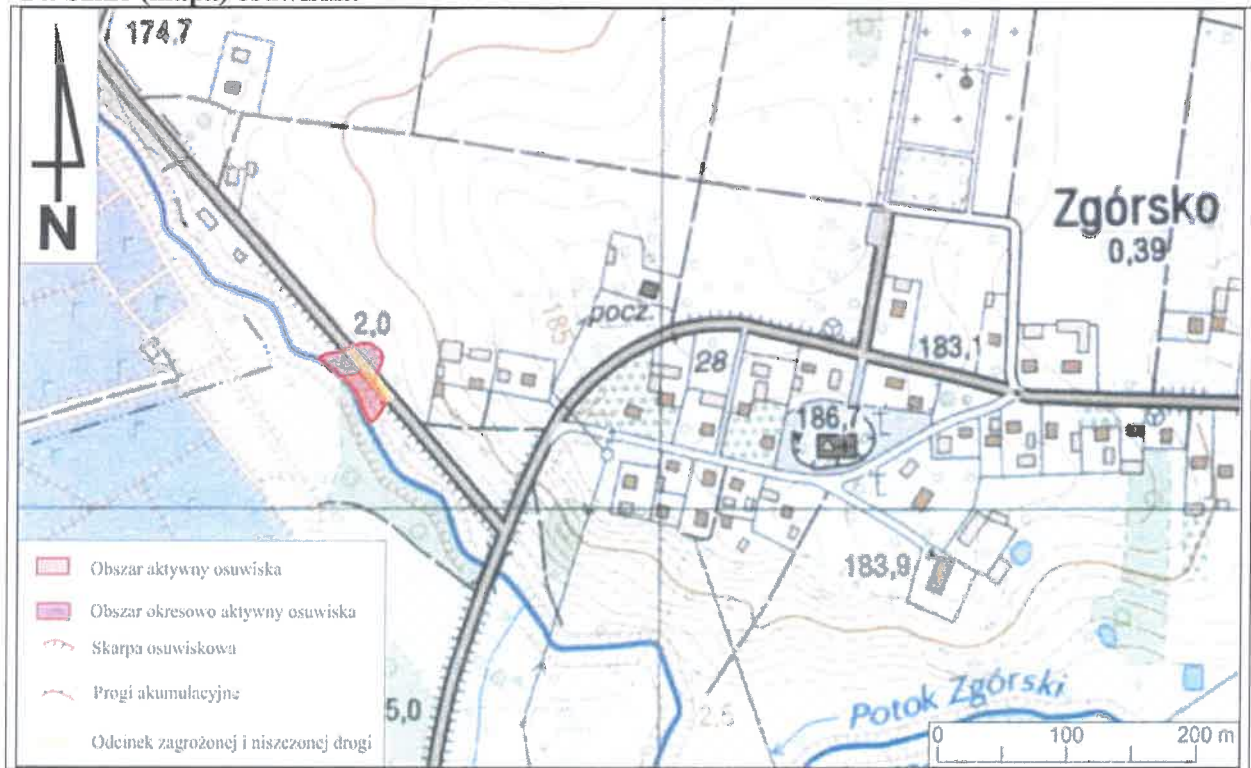 174,7
N
Zgórsko
0,39
2,0
185
pocz.
28
183,1
186,7
183,9
Obszar aktywny osuwiska
Obszar okresowo aktywny osuwiska
Skarpa osuwiskowa
Progi akumulacyjne
Odcinek zagrożonej i niszczonej drogi
5,0
2,5
Potok Zgórski
0 100 200 m